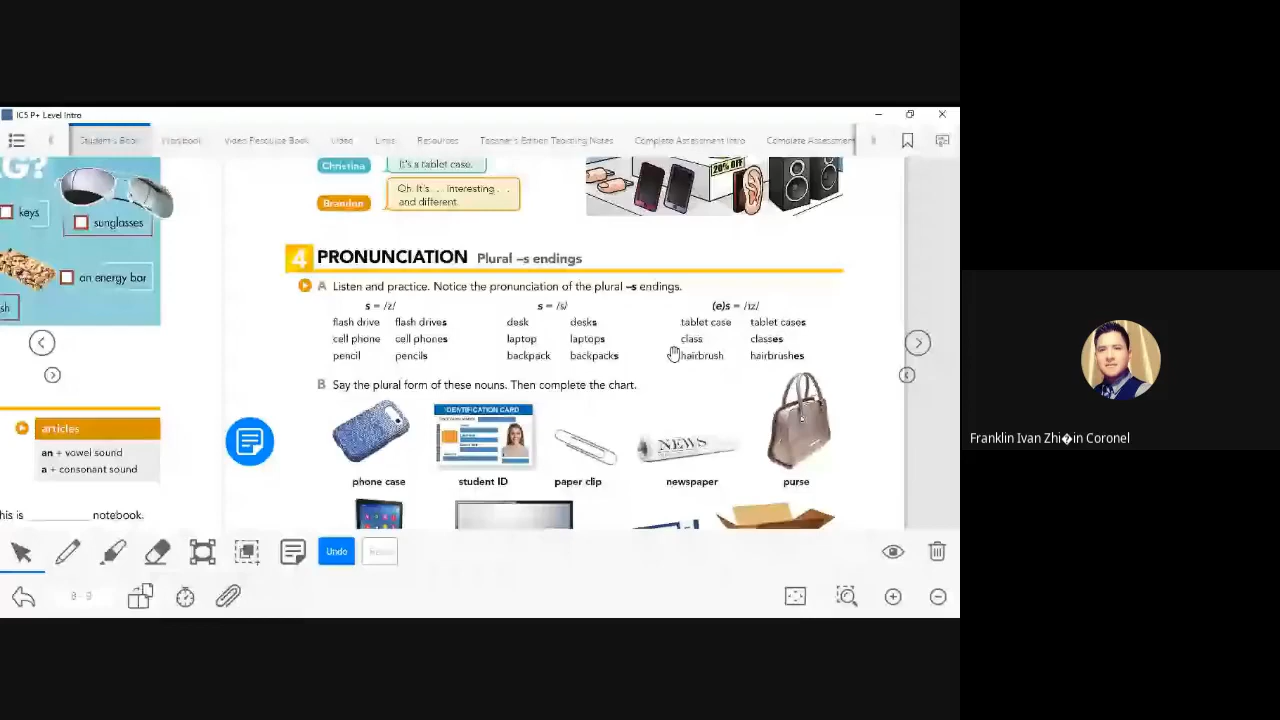 IC5 P+ Level Intro
Student's Book Workbook Video Resource Book Video Links Resources Teacher's Edition Teaching Notes Complete Assessment Intro Complete Assessment
G?
keys
sunglasses
an energy bar
sh
articles
an + vowel sound
a + consonant sound
his is ________ notebook.
Christina It's a tablet case.
Brandon Oh. It's . . . interesting . .
and different.
20% OFF
4 PRONUNCIATION Plural –s endings
A Listen and practice. Notice the pronunciation of the plural –s endings.
s = /z/ s = /s/ (e)s = /ɪz/
flash drive flash drives desk desks tablet case tablet cases
cell phone cell phones laptop laptops class classes
pencil pencils backpack backpacks hairbrush hairbrushes
B Say the plural form of these nouns. Then complete the chart.
IDENTIFICATION CARD
NEWS
phone case student ID paper clip newspaper purse
Undo
8 - 9
Franklin Ivan Zhi�in Coronel